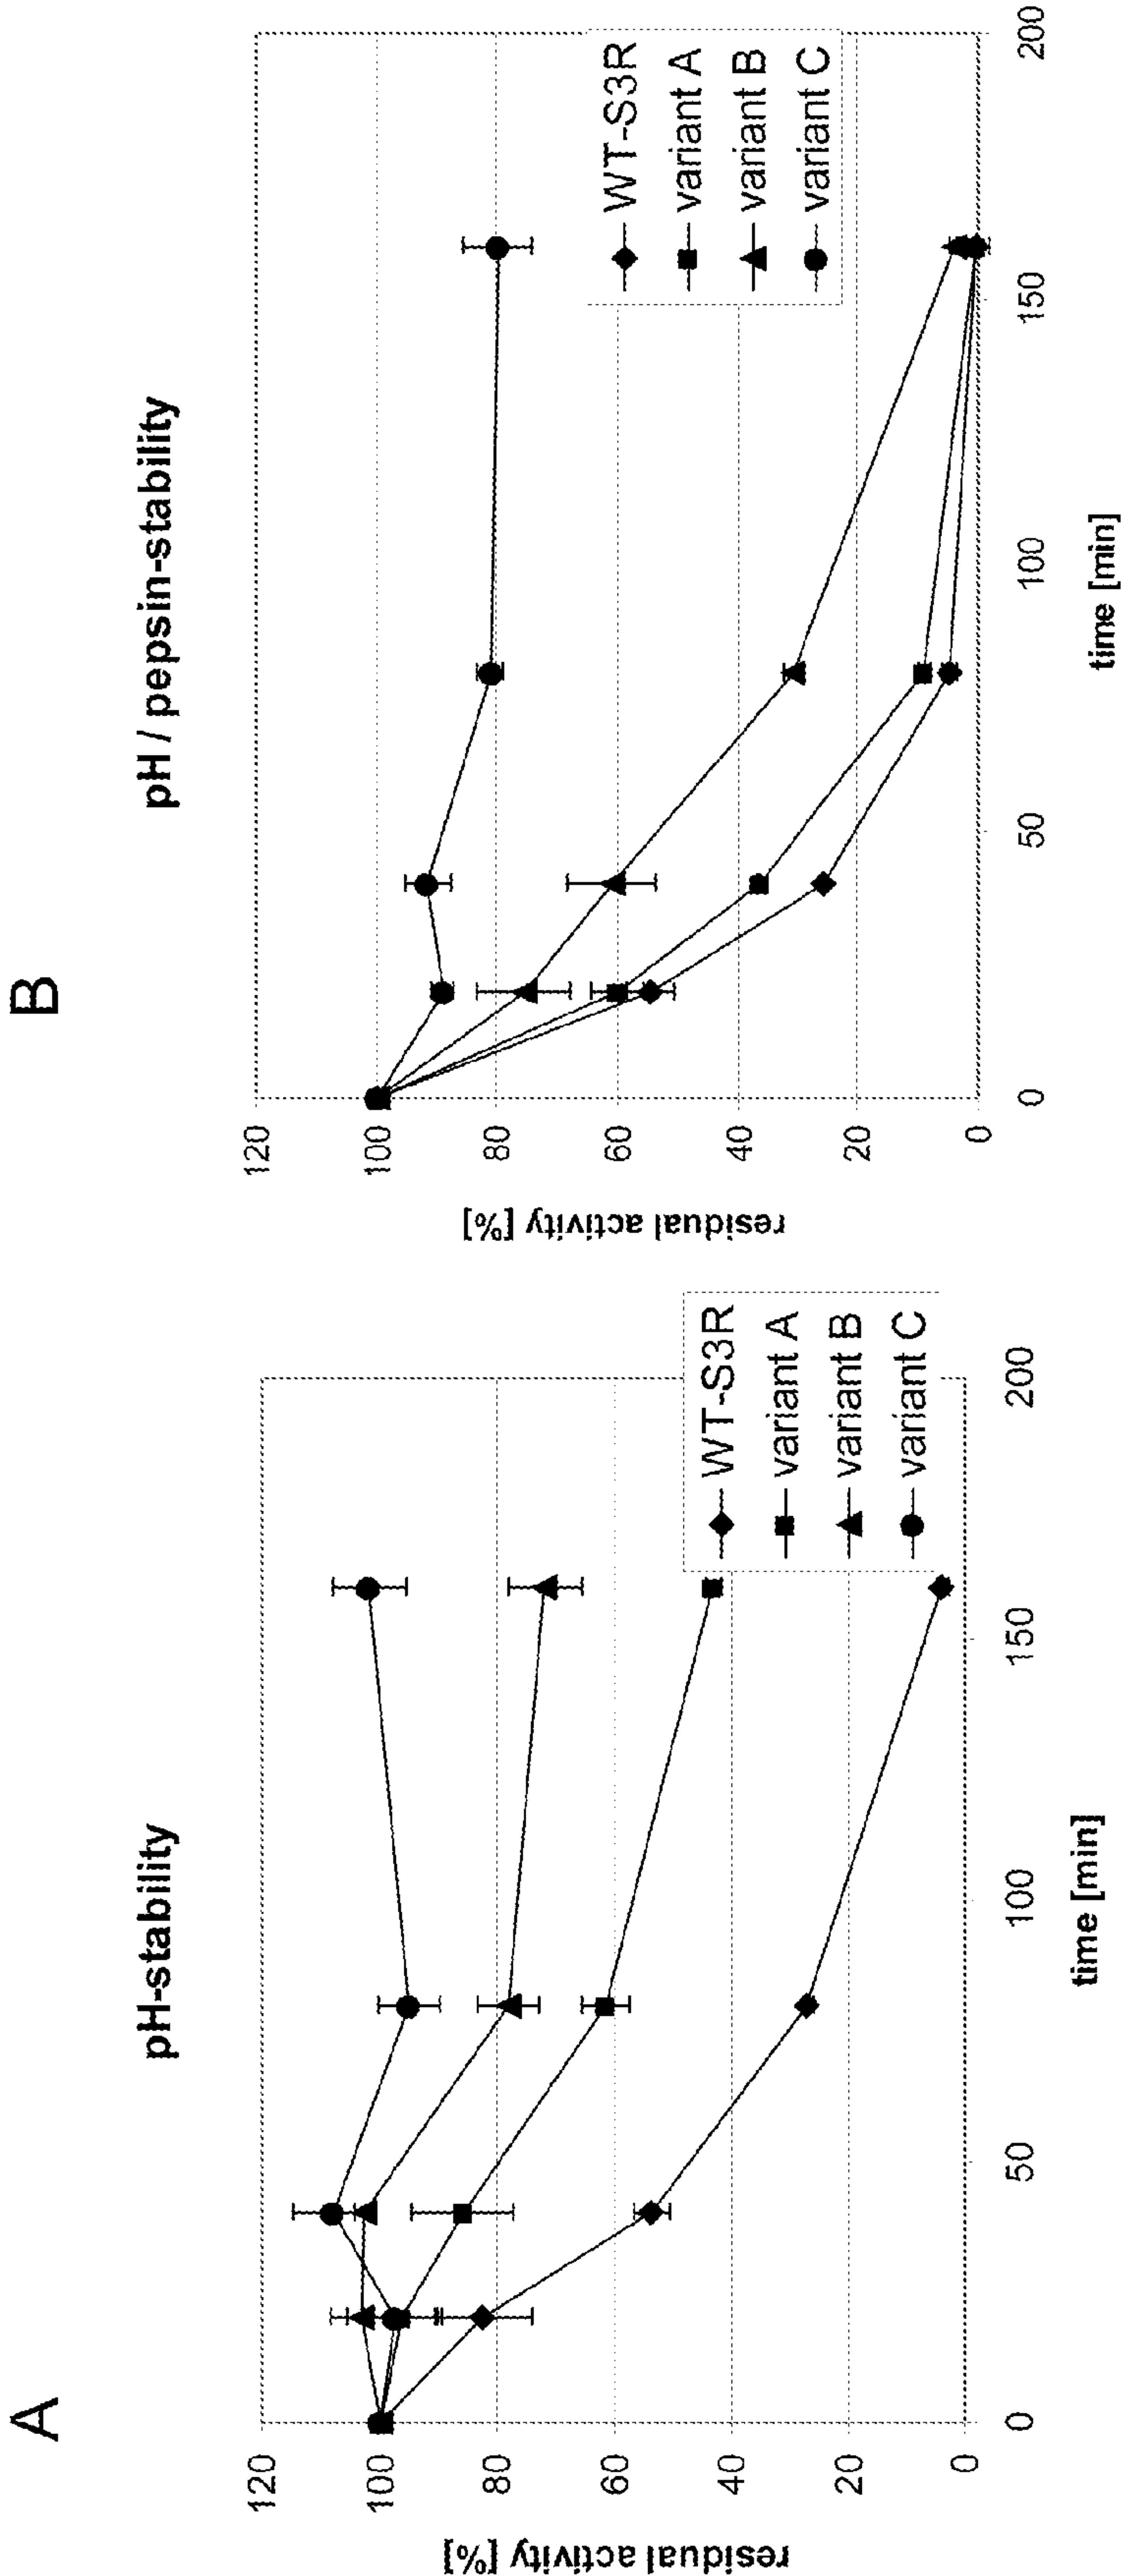 A
pH-stability
residual activity [%]
120
100
80
60
40
20
0
0
50
100
150
200
time [min]
WT-S3R
variant A
variant B
variant C
B
pH / pepsin-stability
residual activity [%]
120
100
80
60
40
20
0
0
50
100
150
200
time [min]
WT-S3R
variant A
variant B
variant C